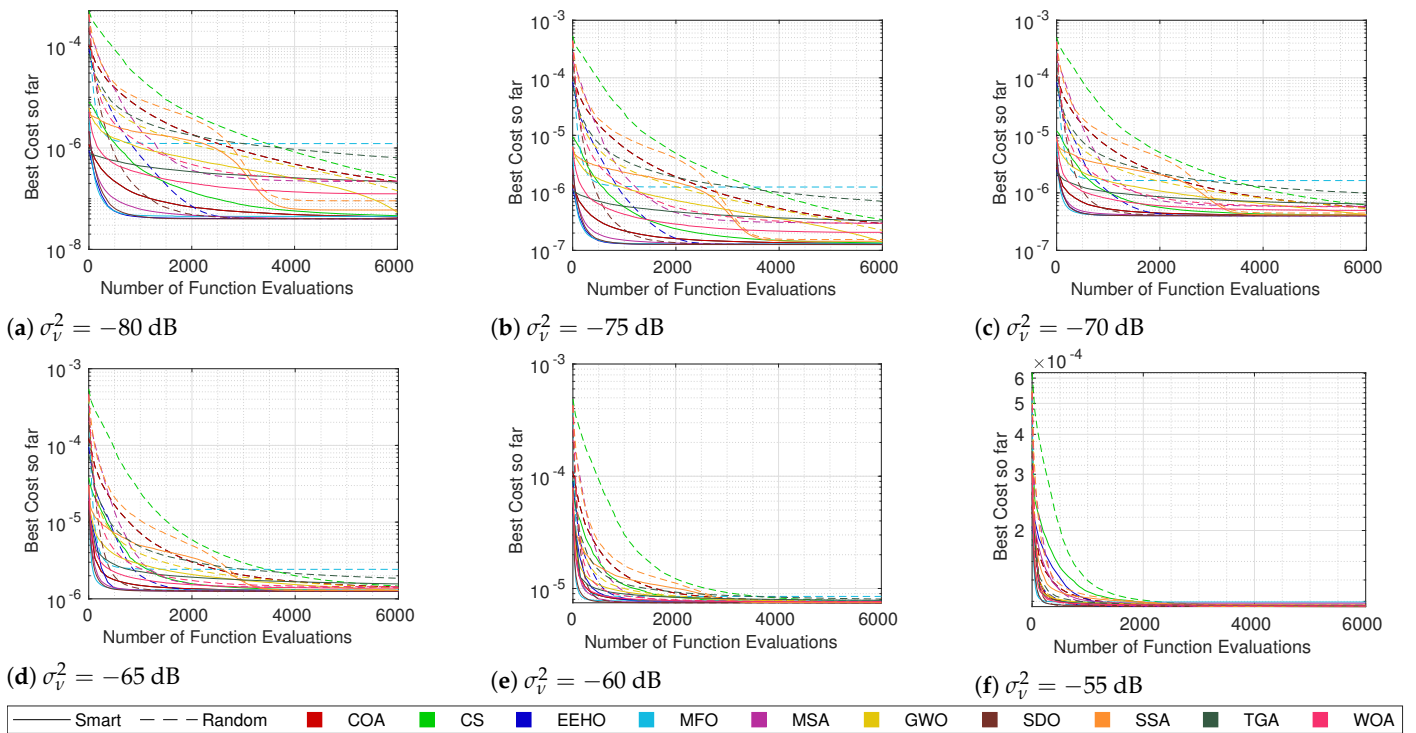 Best Cost so far
10^-4
10^-6
10^-8
0
2000
4000
6000
Number of Function Evaluations
(a) σ_ν^2 = −80 dB
Best Cost so far
10^-3
10^-4
10^-5
10^-6
10^-7
0
2000
4000
6000
Number of Function Evaluations
(b) σ_ν^2 = −75 dB
Best Cost so far
10^-3
10^-4
10^-5
10^-6
10^-7
0
2000
4000
6000
Number of Function Evaluations
(c) σ_ν^2 = −70 dB
Best Cost so far
10^-3
10^-4
10^-5
10^-6
0
2000
4000
6000
Number of Function Evaluations
(d) σ_ν^2 = −65 dB
Best Cost so far
10^-3
10^-4
10^-5
0
2000
4000
6000
Number of Function Evaluations
(e) σ_ν^2 = −60 dB
Best Cost so far
×10^-4
6
5
4
3
2
0
2000
4000
6000
Number of Function Evaluations
(f) σ_ν^2 = −55 dB
Smart Random COA CS EEHO MFO MSA GWO SDO SSA TGA WOA